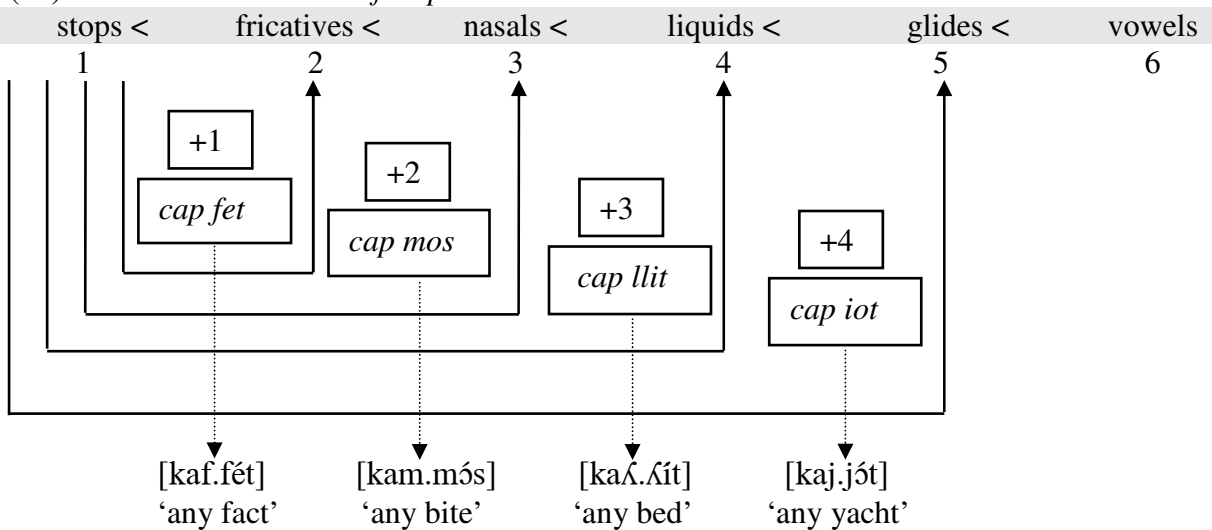 stops < fricatives < nasals < liquids < glides < vowels
1 2 3 4 5 6
+1 +2 +3 +4
cap fet cap mos cap llit cap iot
[kaf.fét] [kam.mɔ́s] [kaʎ.ʎít] [kaj.jɔ́t]
‘any fact’ ‘any bite’ ‘any bed’ ‘any yacht’